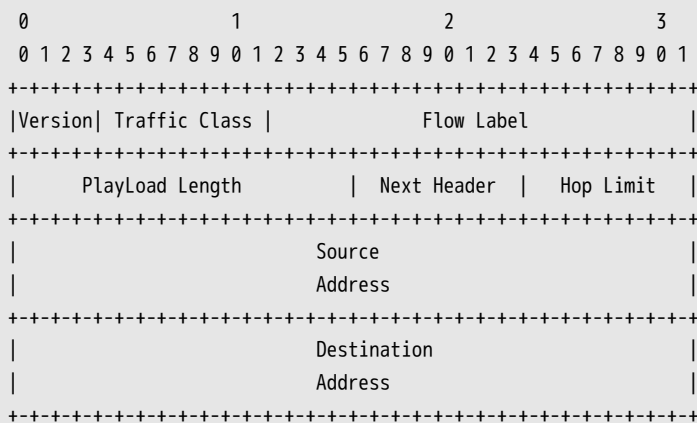 0                   1                   2                   3
0 1 2 3 4 5 6 7 8 9 0 1 2 3 4 5 6 7 8 9 0 1 2 3 4 5 6 7 8 9 0 1
+-+-+-+-+-+-+-+-+-+-+-+-+-+-+-+-+-+-+-+-+-+-+-+-+-+-+-+-+-+-+-+-+
|Version| Traffic Class |              Flow Label               |
+-+-+-+-+-+-+-+-+-+-+-+-+-+-+-+-+-+-+-+-+-+-+-+-+-+-+-+-+-+-+-+-+
|      PlayLoad Length          |  Next Header  |   Hop Limit   |
+-+-+-+-+-+-+-+-+-+-+-+-+-+-+-+-+-+-+-+-+-+-+-+-+-+-+-+-+-+-+-+-+
|                            Source                             |
|                            Address                            |
+-+-+-+-+-+-+-+-+-+-+-+-+-+-+-+-+-+-+-+-+-+-+-+-+-+-+-+-+-+-+-+-+
|                            Destination                        |
|                            Address                            |
+-+-+-+-+-+-+-+-+-+-+-+-+-+-+-+-+-+-+-+-+-+-+-+-+-+-+-+-+-+-+-+-+